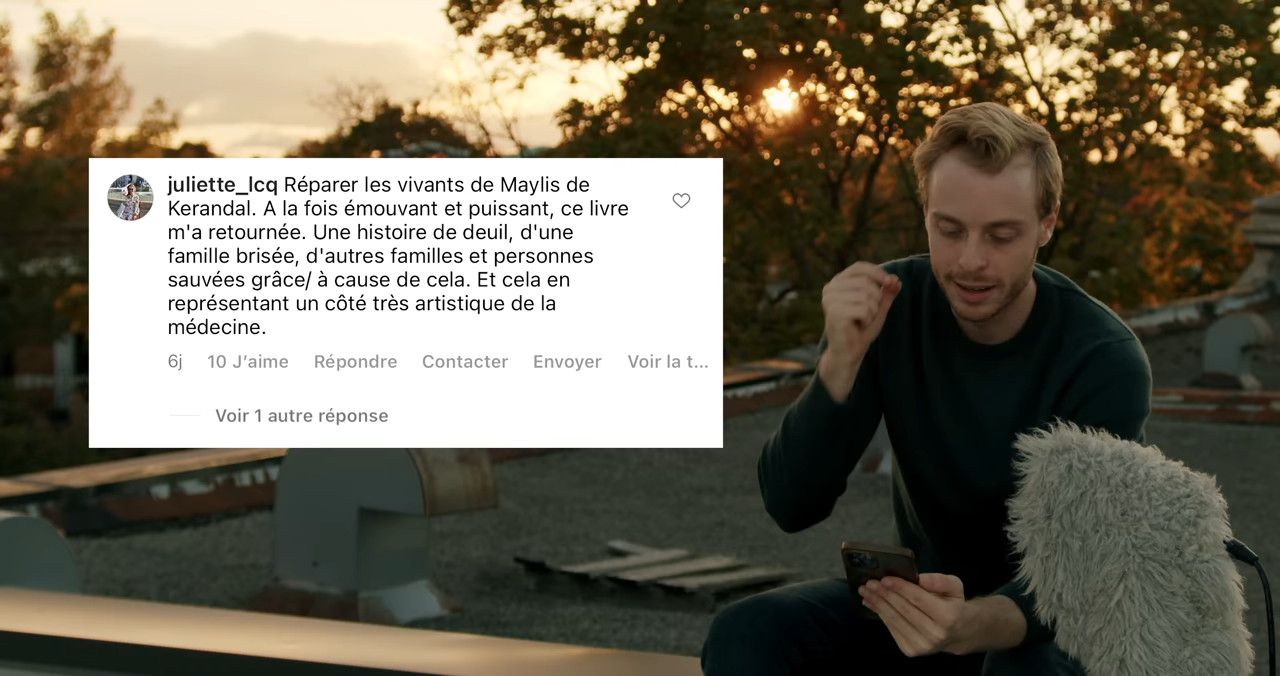 juliette_lcq Réparer les vivants de Maylis de
Kerandal. A la fois émouvant et puissant, ce livre
m'a retournée. Une histoire de deuil, d'une
famille brisée, d'autres familles et personnes
sauvées grâce/ à cause de cela. Et cela en
représentant un côté très artistique de la
médecine.
6j 10 J'aime Répondre Contacter Envoyer Voir la t...
Voir 1 autre réponse